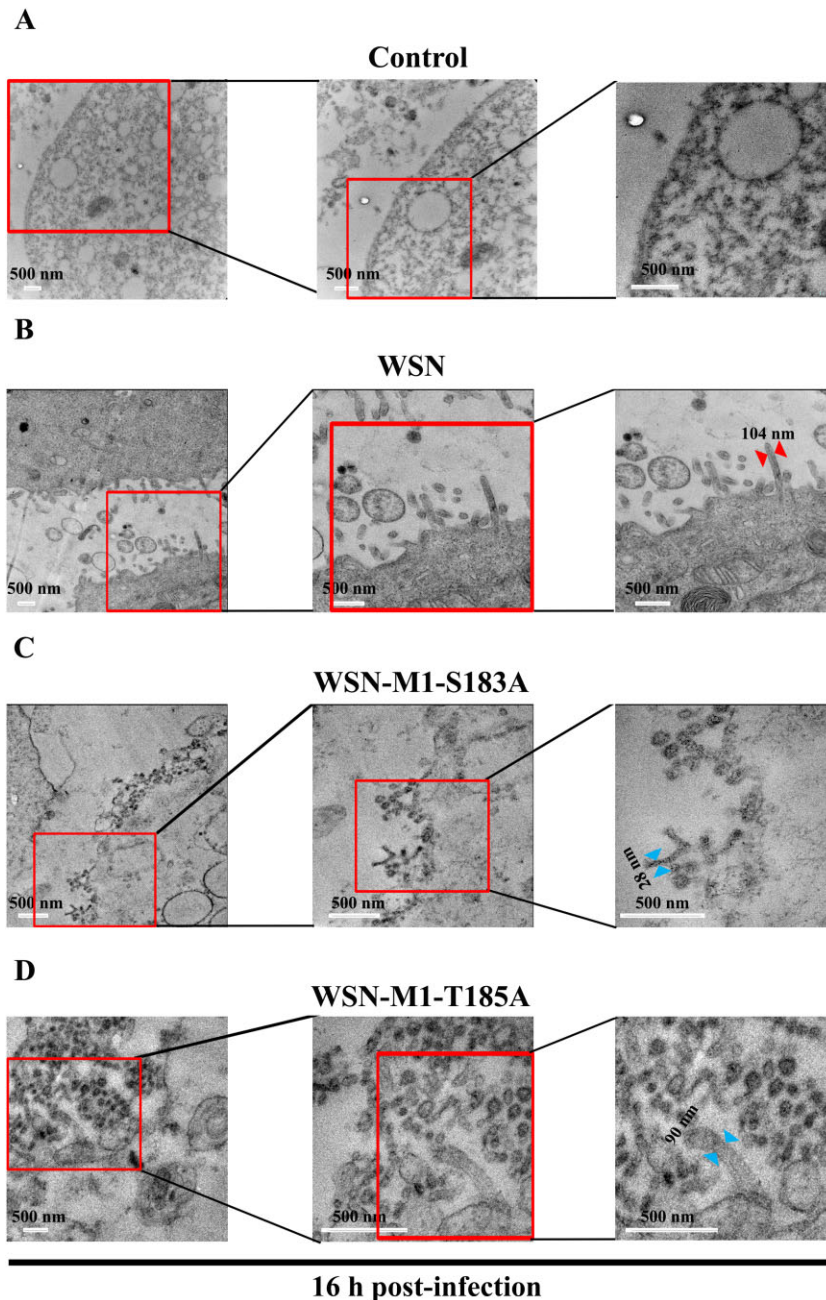 A
Control
500 nm
500 nm
500 nm
B
WSN
104 nm
500 nm
500 nm
500 nm
C
WSN-M1-S183A
28 nm
500 nm
500 nm
500 nm
D
WSN-M1-T185A
90 nm
500 nm
500 nm
500 nm
16 h post-infection